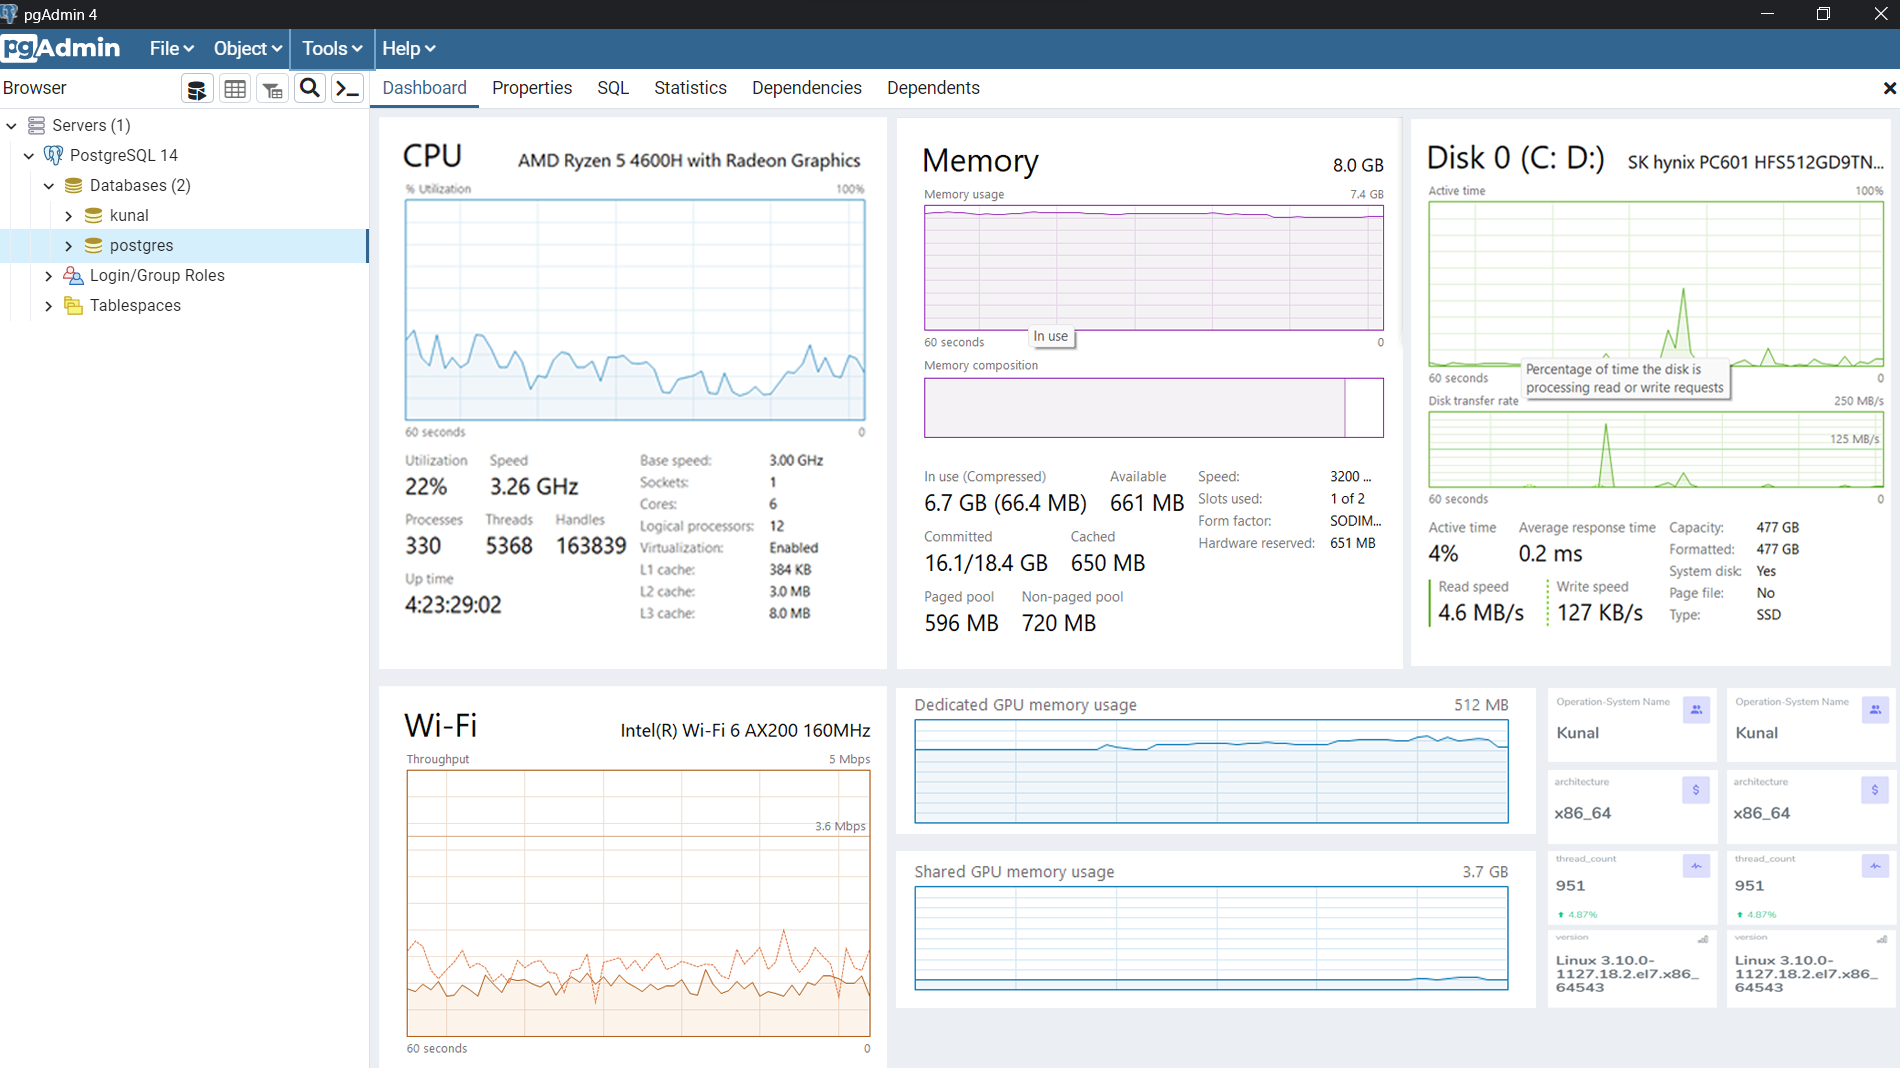 pgAdmin 4
pgAdmin
File
Object
Tools
Help
Browser
Dashboard
Properties
SQL
Statistics
Dependencies
Dependents
Servers (1)
PostgreSQL 14
Databases (2)
kunal
postgres
Login/Group Roles
Tablespaces
CPU
AMD Ryzen 5 4600H with Radeon Graphics
% Utilization
100%
60 seconds
0
Utilization
Speed
22%
3.26 GHz
Processes
Threads
Handles
330
5368
163839
Up time
4:23:29:02
Base speed:
3.00 GHz
Sockets:
1
Cores:
6
Logical processors:
12
Virtualization:
Enabled
L1 cache:
384 KB
L2 cache:
3.0 MB
L3 cache:
8.0 MB
Memory
8.0 GB
Memory usage
7.4 GB
60 seconds
In use
0
Memory composition
In use (Compressed)
Available
6.7 GB (66.4 MB)
661 MB
Committed
Cached
16.1/18.4 GB
650 MB
Paged pool
Non-paged pool
596 MB
720 MB
Speed:
3200 ...
Slots used:
1 of 2
Form factor:
SODIM...
Hardware reserved:
651 MB
Disk 0 (C: D:)
SK hynix PC601 HFS512GD9TN...
Active time
100%
60 seconds
0
Percentage of time the disk is
processing read or write requests
Disk transfer rate
250 MB/s
125 MB/s
60 seconds
0
Active time
Average response time
4%
0.2 ms
Read speed
Write speed
4.6 MB/s
127 KB/s
Capacity:
477 GB
Formatted:
477 GB
System disk:
Yes
Page file:
No
Type:
SSD
Wi-Fi
Intel(R) Wi-Fi 6 AX200 160MHz
Throughput
5 Mbps
3.6 Mbps
60 seconds
0
Dedicated GPU memory usage
512 MB
Shared GPU memory usage
3.7 GB
Operation-System Name
Kunal
architecture
$
x86_64
thread_count
951
4.87%
version
Linux 3.10.0-
1127.18.2.el7.x86_
64543
Operation-System Name
Kunal
architecture
$
x86_64
thread_count
951
4.87%
version
Linux 3.10.0-
1127.18.2.el7.x86_
64543